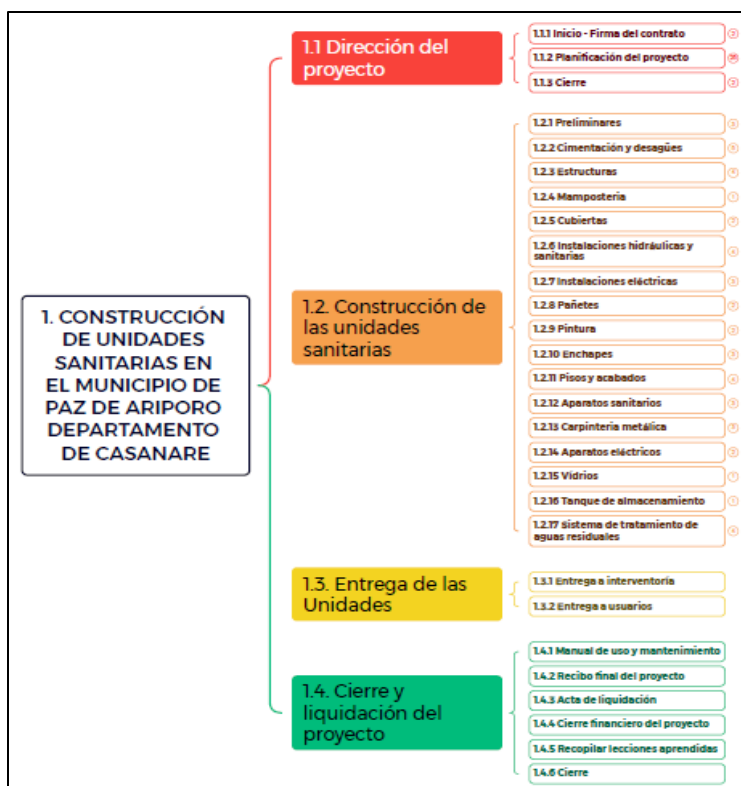 1. CONSTRUCCIÓN
DE UNIDADES
SANITARIAS EN
EL MUNICIPIO DE
PAZ DE ARIPORO
DEPARTAMENTO
DE CASANARE
1.1 Dirección del
proyecto
1.1.1 Inicio - Firma del contrato
1.1.2 Planificación del proyecto
1.1.3 Cierre
1.2. Construcción de
las unidades
sanitarias
1.2.1 Preliminares
1.2.2 Cimentación y desagües
1.2.3 Estructuras
1.2.4 Mampostería
1.2.5 Cubiertas
1.2.6 Instalaciones hidráulicas y
sanitarias
1.2.7 Instalaciones eléctricas
1.2.8 Pañetes
1.2.9 Pintura
1.2.10 Enchapes
1.2.11 Pisos y acabados
1.2.12 Aparatos sanitarios
1.2.13 Carpintería metálica
1.2.14 Aparatos eléctricos
1.2.15 Vidrios
1.2.16 Tanque de almacenamiento
1.2.17 Sistema de tratamiento de
aguas residuales
1.3. Entrega de las
Unidades
1.3.1 Entrega a interventoría
1.3.2 Entrega a usuarios
1.4. Cierre y
liquidación del
proyecto
1.4.1 Manual de uso y mantenimiento
1.4.2 Recibo final del proyecto
1.4.3 Acta de liquidación
1.4.4 Cierre financiero del proyecto
1.4.5 Recopilar lecciones aprendidas
1.4.6 Cierre